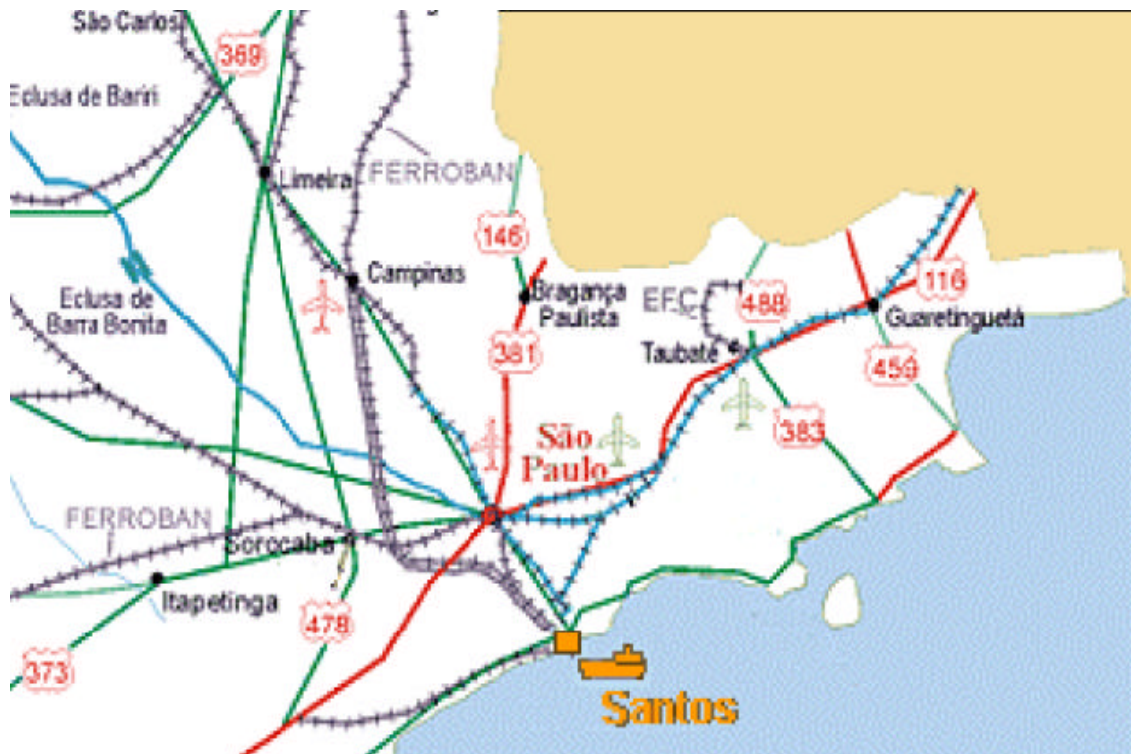 São Carlos
369
Eclusa de Bariri
Limeira
FERROBAN
146
Campinas
116
Eclusa de
Barra Bonita
Bragança
Paulista
E.F.C.
488
Guaretinguetá
Taubaté
381
459
São
Paulo
383
FERROBAN
Sorocaba
Itapetinga
478
373
Santos